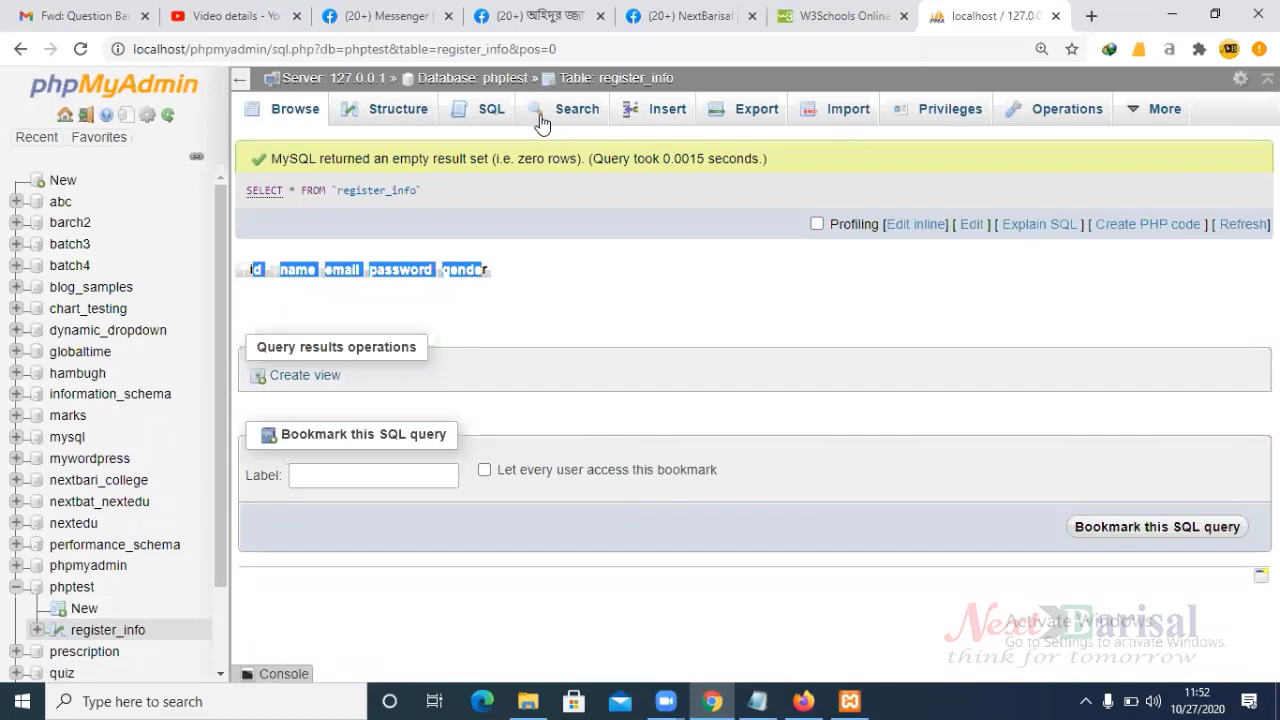 Fwd: Question Ba
Video details - Yo
(20+) Messenger |
(20+) অহিদুর জ্জা
(20+) NextBarisal |
W3Schools Online
localhost / 127.0.0
localhost/phpmyadmin/sql.php?db=phptest&table=register_info&pos=0
phpMyAdmin
Recent Favorites
New
abc
barch2
batch3
batch4
blog_samples
chart_testing
dynamic_dropdown
globaltime
hambugh
information_schema
marks
mysql
mywordpress
nextbari_college
nextbat_nextedu
nextedu
performance_schema
phpmyadmin
phptest
New
register_info
prescription
quiz
Server: 127.0.0.1 » Database: phptest » Table: register_info
Browse Structure SQL Search Insert Export Import Privileges Operations More
MySQL returned an empty result set (i.e. zero rows). (Query took 0.0015 seconds.)
SELECT * FROM `register_info`
Profiling [Edit inline] [ Edit ] [ Explain SQL ] [ Create PHP code ] [ Refresh]
id name email password gender
Query results operations
Create view
Bookmark this SQL query
Label: Let every user access this bookmark
Bookmark this SQL query
Next Barisal
think for tomorrow
Activate Windows
Go to Settings to activate Windows.
Console
Type here to search
11:52
10/27/2020